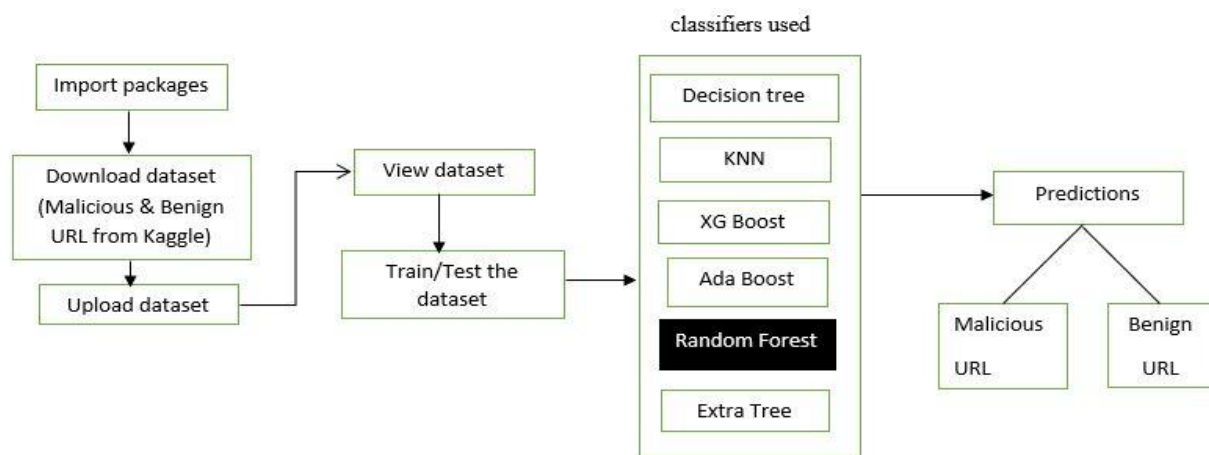 classifiers used
Import packages
Download dataset
(Malicious & Benign
URL from Kaggle)
Upload dataset
View dataset
Train/Test the
dataset
Decision tree
KNN
XG Boost
Ada Boost
Random Forest
Extra Tree
Predictions
Malicious
URL
Benign
URL